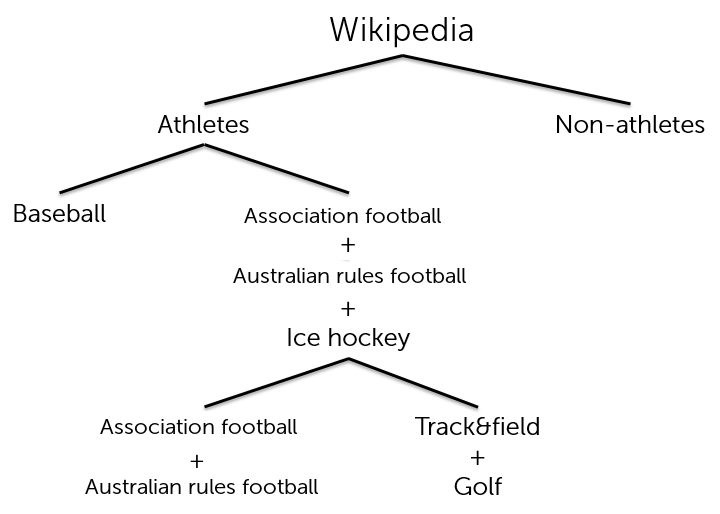 Wikipedia
Athletes
Non-athletes
Baseball
Association football
+
Australian rules football
+
Ice hockey
Association football
+
Australian rules football
Track&field
+
Golf